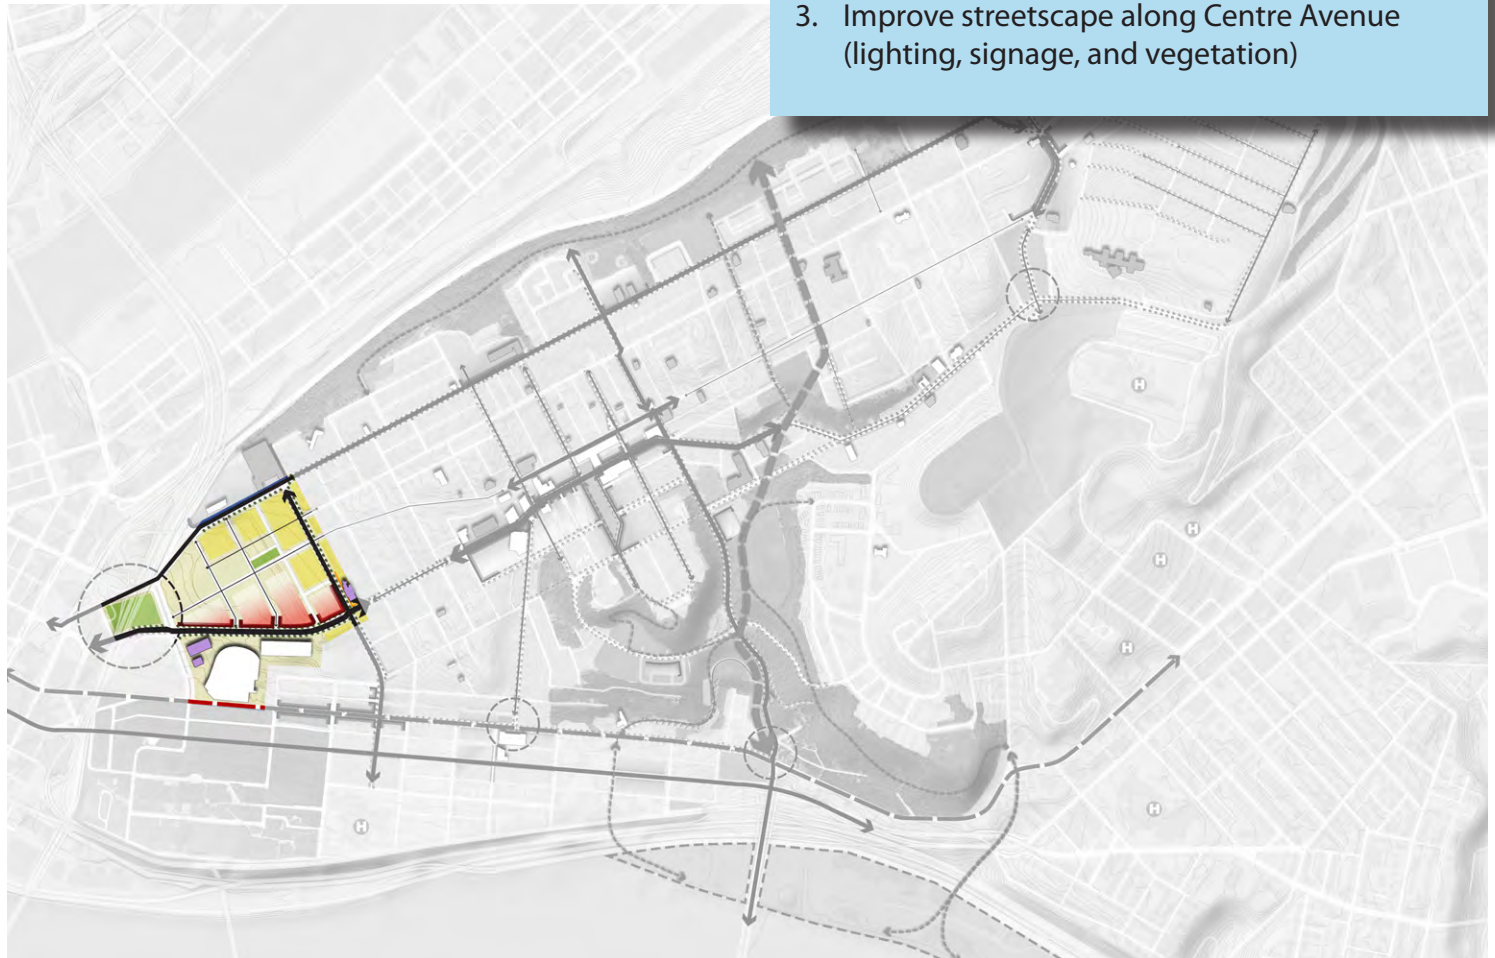 3. Improve streetscape along Centre Avenue
(lighting, signage, and vegetation)
H
H
H
H
H
H